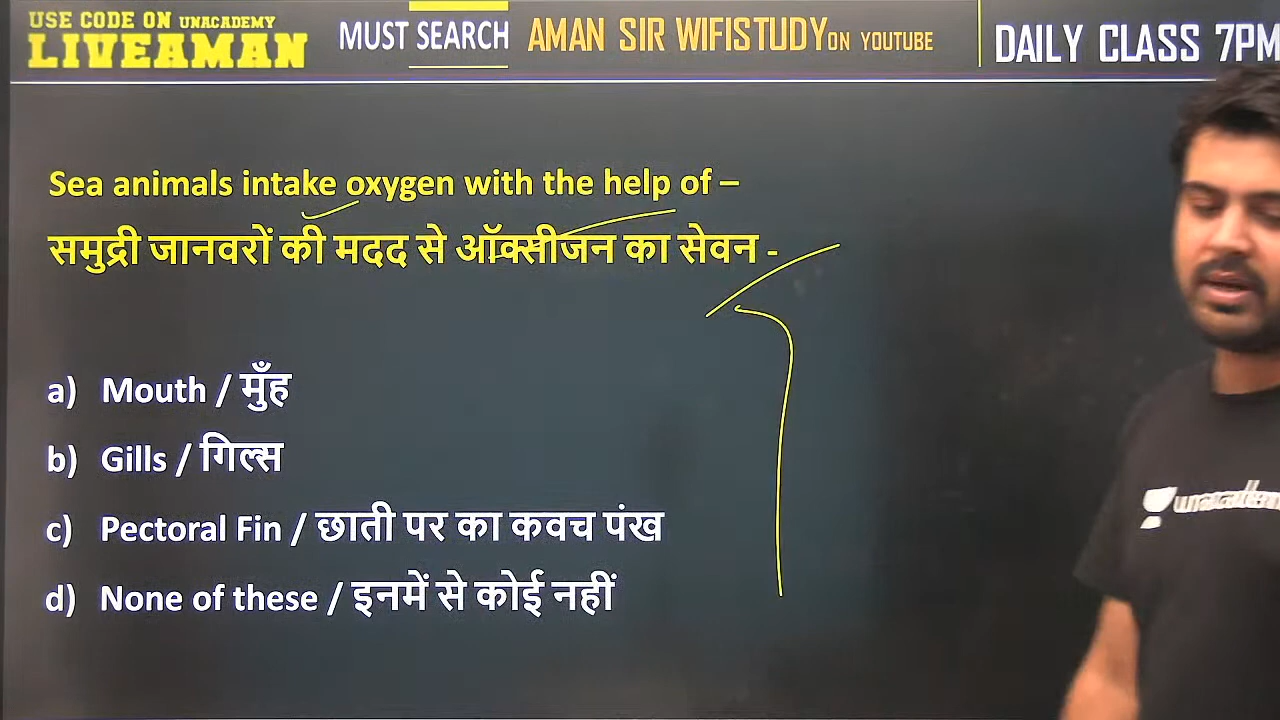 USE CODE ON UNACADEMY
LIVEAMAN
MUST SEARCH
AMAN SIR WIFISTUDY ON YOUTUBE
DAILY CLASS 7PM
Sea animals intake oxygen with the help of –
समुद्री जानवरों की मदद से ऑक्सीजन का सेवन -
a) Mouth / मुँह
b) Gills / गिल्स
c) Pectoral Fin / छाती पर का कवच पंख
d) None of these / इनमें से कोई नहीं
unacadem